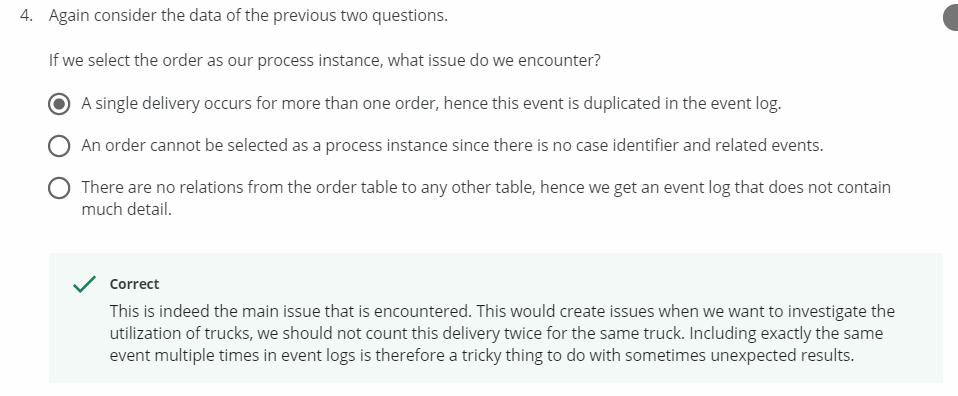 4. Again consider the data of the previous two questions.
If we select the order as our process instance, what issue do we encounter?
A single delivery occurs for more than one order, hence this event is duplicated in the event log.
An order cannot be selected as a process instance since there is no case identifier and related events.
There are no relations from the order table to any other table, hence we get an event log that does not contain
much detail.
Correct
This is indeed the main issue that is encountered. This would create issues when we want to investigate the
utilization of trucks, we should not count this delivery twice for the same truck. Including exactly the same
event multiple times in event logs is therefore a tricky thing to do with sometimes unexpected results.